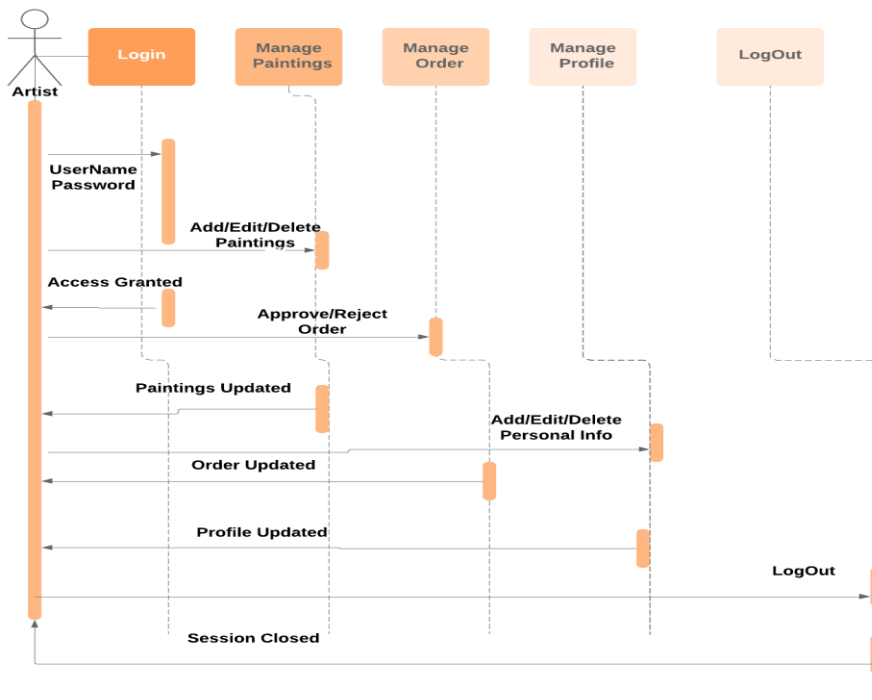 Artist
Login
Manage
Paintings
Manage
Order
Manage
Profile
LogOut
UserName
Password
Add/Edit/Delete
Paintings
Access Granted
Approve/Reject
Order
Paintings Updated
Add/Edit/Delete
Personal Info
Order Updated
Profile Updated
LogOut
Session Closed